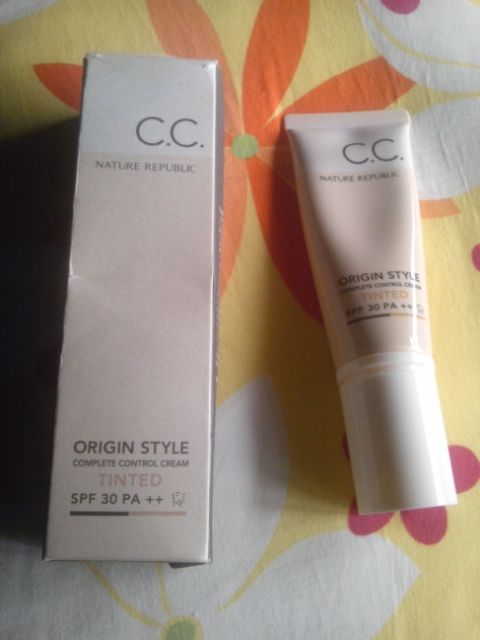 C.C.
NATURE REPUBLIC
ORIGIN STYLE
COMPLETE CONTROL CREAM
TINTED
SPF 30 PA ++
C.C.
NATURE REPUBLIC
ORIGIN STYLE
COMPLETE CONTROL CREAM
TINTED
SPF 30 PA ++